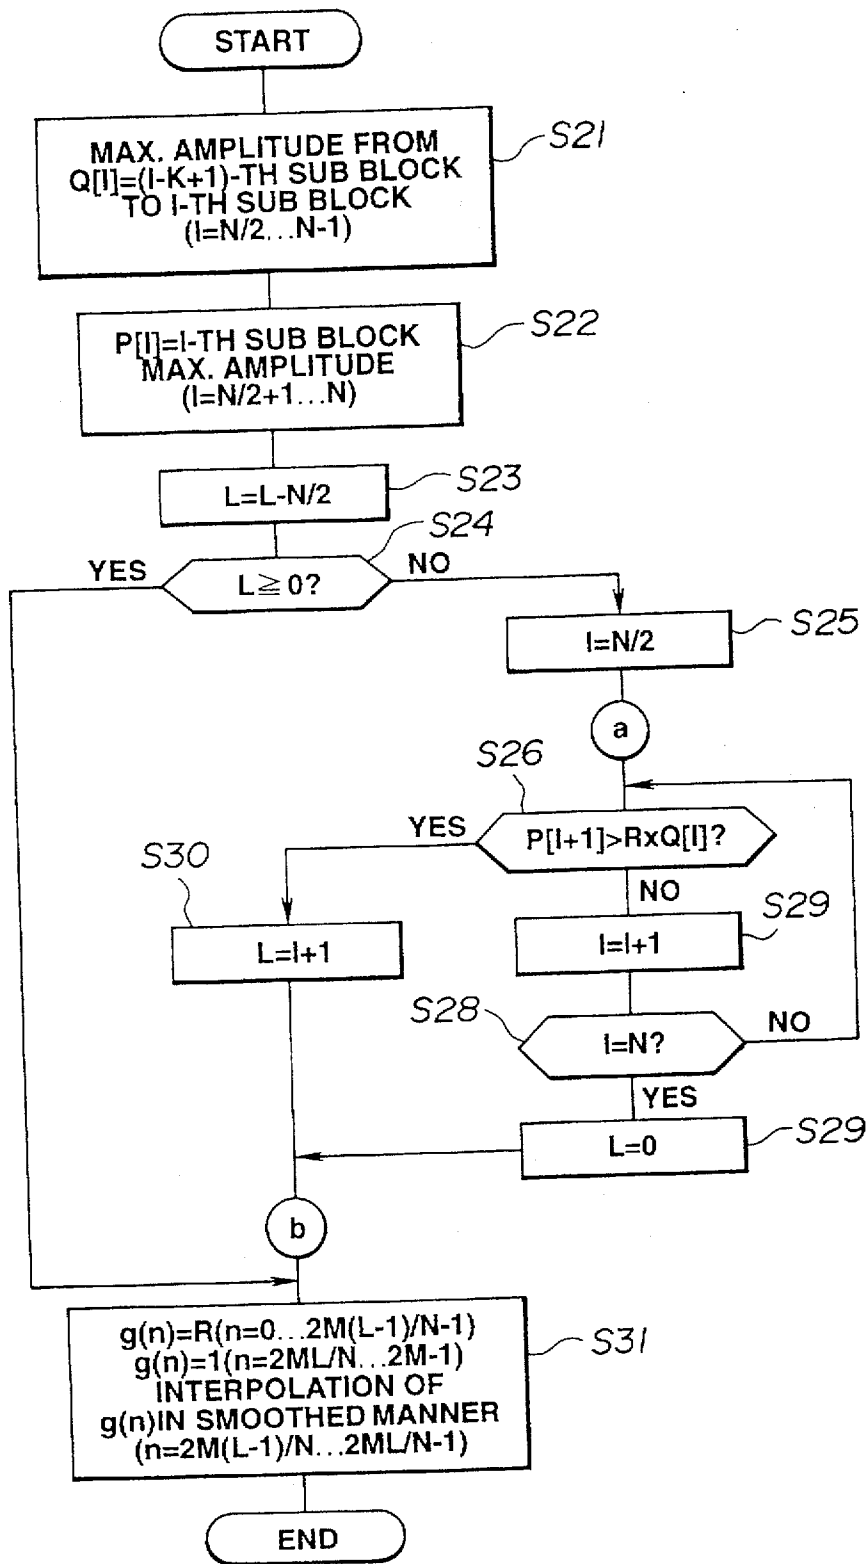 START
MAX. AMPLITUDE FROM
Q[I]=(I-K+1)-TH SUB BLOCK
TO I-TH SUB BLOCK
(I=N/2...N-1)
S21
P[I]=I-TH SUB BLOCK
MAX. AMPLITUDE
(I=N/2+1...N)
S22
L=L-N/2
S23
S24
YES
L≧0?
NO
I=N/2
S25
a
S26
YES
P[I+1]>RxQ[I]?
S30
NO
L=I+1
I=I+1
S29
S28
I=N?
NO
YES
L=0
S29
b
g(n)=R(n=0...2M(L-1)/N-1)
g(n)=1(n=2ML/N...2M-1)
INTERPOLATION OF
g(n)IN SMOOTHED MANNER
(n=2M(L-1)/N...2ML/N-1)
S31
END